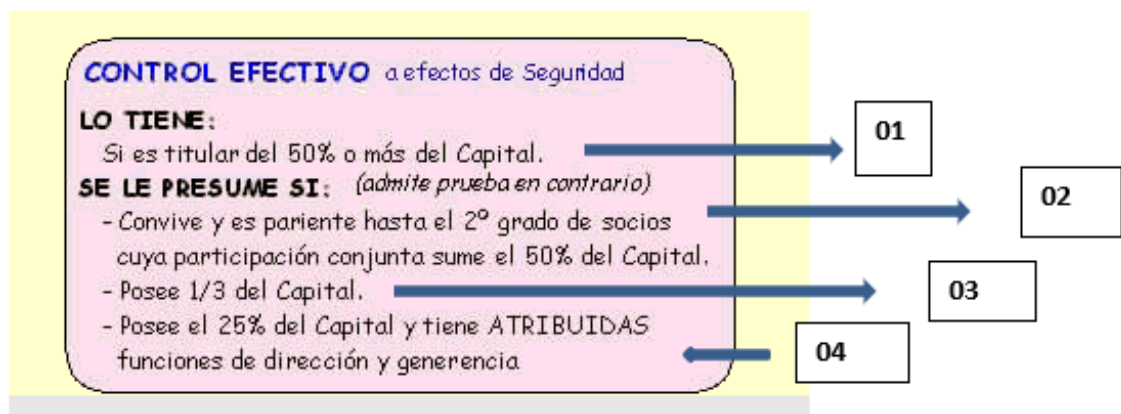 CONTROL EFECTIVO a efectos de Seguridad
LO TIENE:
Si es titular del 50% o más del Capital.
01
SE LE PRESUME SI: (admite prueba en contrario)
- Convive y es pariente hasta el 2º grado de socios
cuya participación conjunta sume el 50% del Capital.
02
- Posee 1/3 del Capital.
03
- Posee el 25% del Capital y tiene ATRIBUIDAS
funciones de dirección y generencia
04